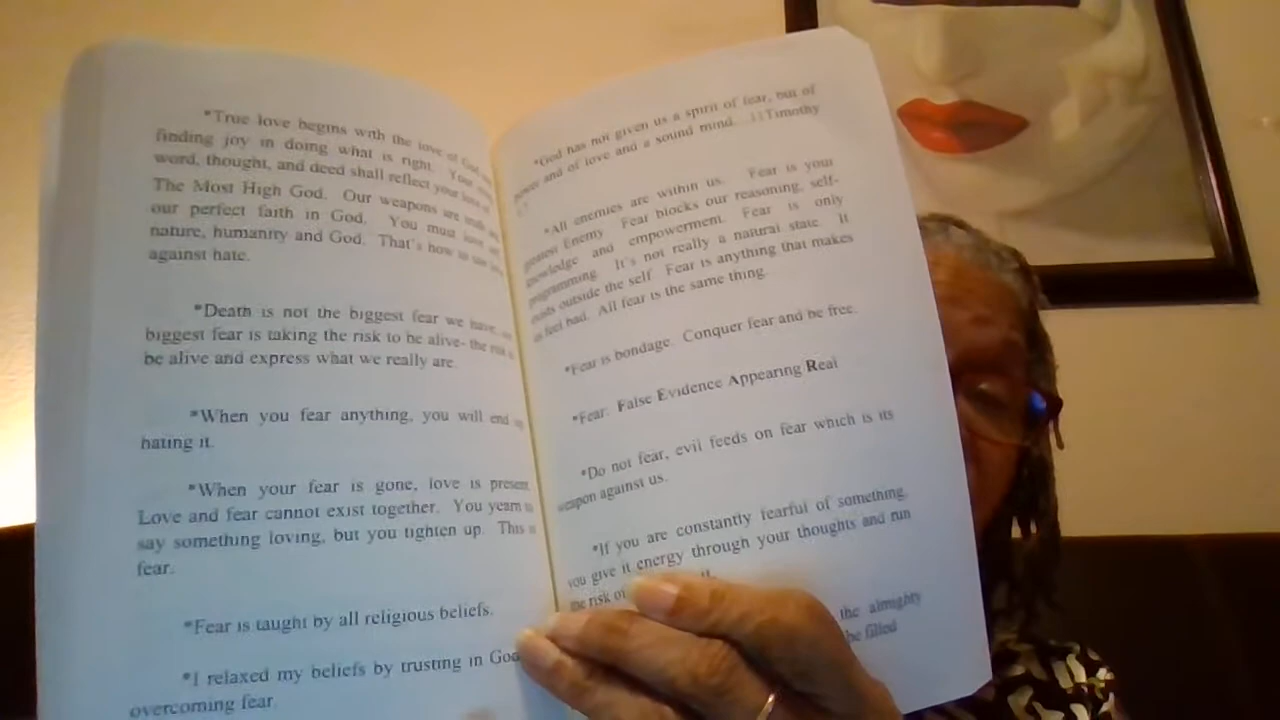 *True love begins with the love of God
finding joy in doing what is right. Your
word, thought, and deed shall reflect your love of
The Most High God. Our weapons are
our perfect faith in God. You must love
nature, humanity and God. That's how to use
against hate.
*Death is not the biggest fear we have,
biggest fear is taking the risk to be alive- the risk
be alive and express what we really are.
*When you fear anything, you will end
hating it.
*When your fear is gone, love is present.
Love and fear cannot exist together. You yearn
say something loving, but you tighten up. This
fear.
*Fear is taught by all religious beliefs.
*I relaxed my beliefs by trusting in God
overcoming fear
*God has not given us a spirit of fear, but of
power and of love and a sound mind. Timothy
*All enemies are within us. Fear is your
greatest Enemy. Fear blocks our reasoning, self-
knowledge and empowerment. Fear is only
programming. It's not really a natural state. It
exists outside the self. Fear is anything that makes
us feel bad. All fear is the same thing.
*Fear is bondage. Conquer fear and be free.
*Fear: False Evidence Appearing Real
*Do not fear, evil feeds on fear which is its
weapon against us.
*If you are constantly fearful of something,
you give it energy through your thoughts and run
the risk of it.
the almighty
be filled